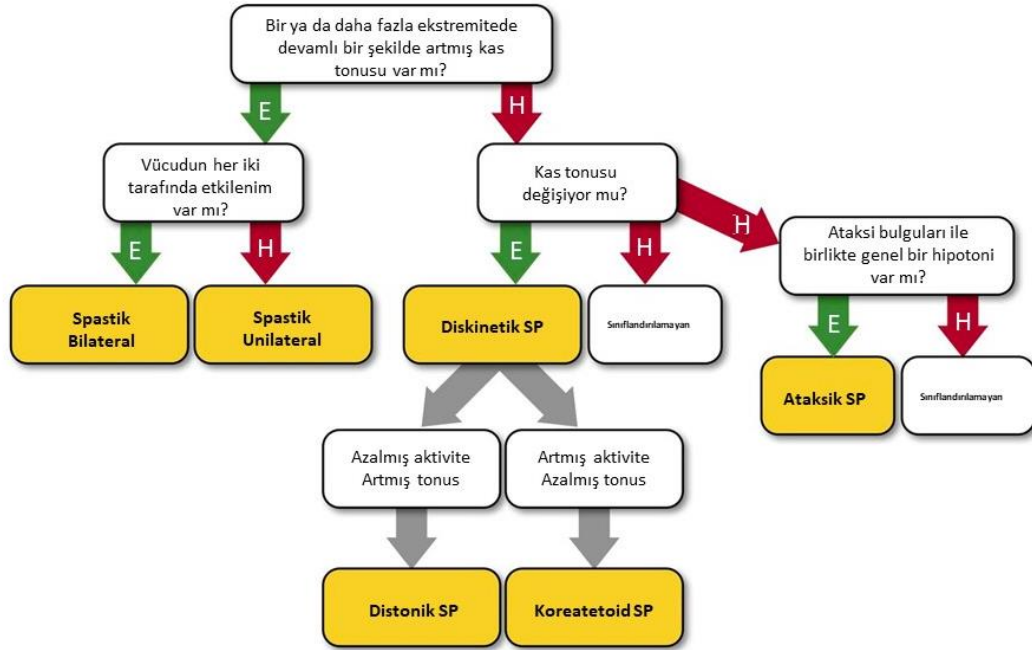 Bir ya da daha fazla ekstremitede
devamlı bir şekilde artmış kas
tonusu var mı?
E
H
Vücudun her iki
tarafında etkilenim
var mı?
Kas tonusu
değişiyor mu?
H
Ataksi bulguları ile
birlikte genel bir hipotoni
var mı?
E
H
E
H
Spastik
Bilateral
Spastik
Unilateral
Diskinetik SP
Sınıflandırılamayan
E
H
Ataksik SP
Sınıflandırılamayan
Azalmış aktivite
Artmış tonus
Artmış aktivite
Azalmış tonus
Distonik SP
Koreatetoid SP